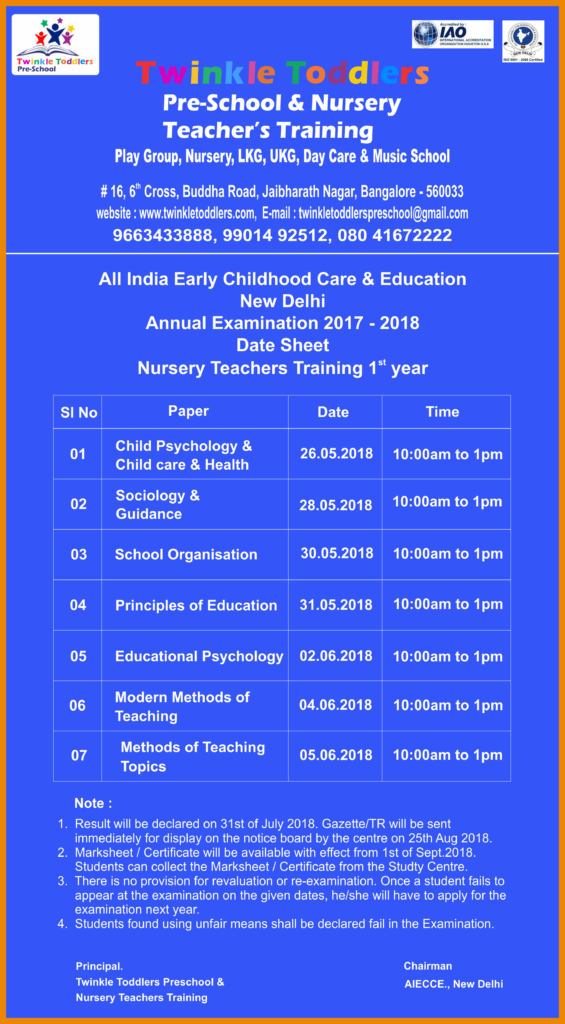 Twinkle Toddlers
Pre-School
Accredited by :
IAO
INTERNATIONAL ACCREDITATION
ORGANIZATION HOUSTON U.S.A
NEW DELHI
ISO 9001 : 2008 Certified
Twinkle Toddlers
Pre-School & Nursery
Teacher's Training
Play Group, Nursery, LKG, UKG, Day Care & Music School
# 16, 6th Cross, Buddha Road, Jaibharath Nagar, Bangalore - 560033
website : www.twinkletoddlers.com, E-mail : twinkletoddlerspreschool@gmail.com
9663433888, 99014 92512, 080 41672222
All India Early Childhood Care & Education
New Delhi
Annual Examination 2017 - 2018
Date Sheet
Nursery Teachers Training 1st year
Sl No Paper Date Time
01 Child Psychology & Child care & Health 26.05.2018 10:00am to 1pm
02 Sociology & Guidance 28.05.2018 10:00am to 1pm
03 School Organisation 30.05.2018 10:00am to 1pm
04 Principles of Education 31.05.2018 10:00am to 1pm
05 Educational Psychology 02.06.2018 10:00am to 1pm
06 Modern Methods of Teaching 04.06.2018 10:00am to 1pm
07 Methods of Teaching Topics 05.06.2018 10:00am to 1pm
Note :
1. Result will be declared on 31st of July 2018. Gazette/TR will be sent
immediately for display on the notice board by the centre on 25th Aug 2018.
2. Marksheet / Certificate will be available with effect from 1st of Sept.2018.
Students can collect the Marksheet / Certificate from the Studty Centre.
3. There is no provision for revaluation or re-examination. Once a student fails to
appear at the examination on the given dates, he/she will have to apply for the
examination next year.
4. Students found using unfair means shall be declared fail in the Examination.
Principal.
Twinkle Toddlers Preschool &
Nursery Teachers Training
Chairman
AIECCE., New Delhi